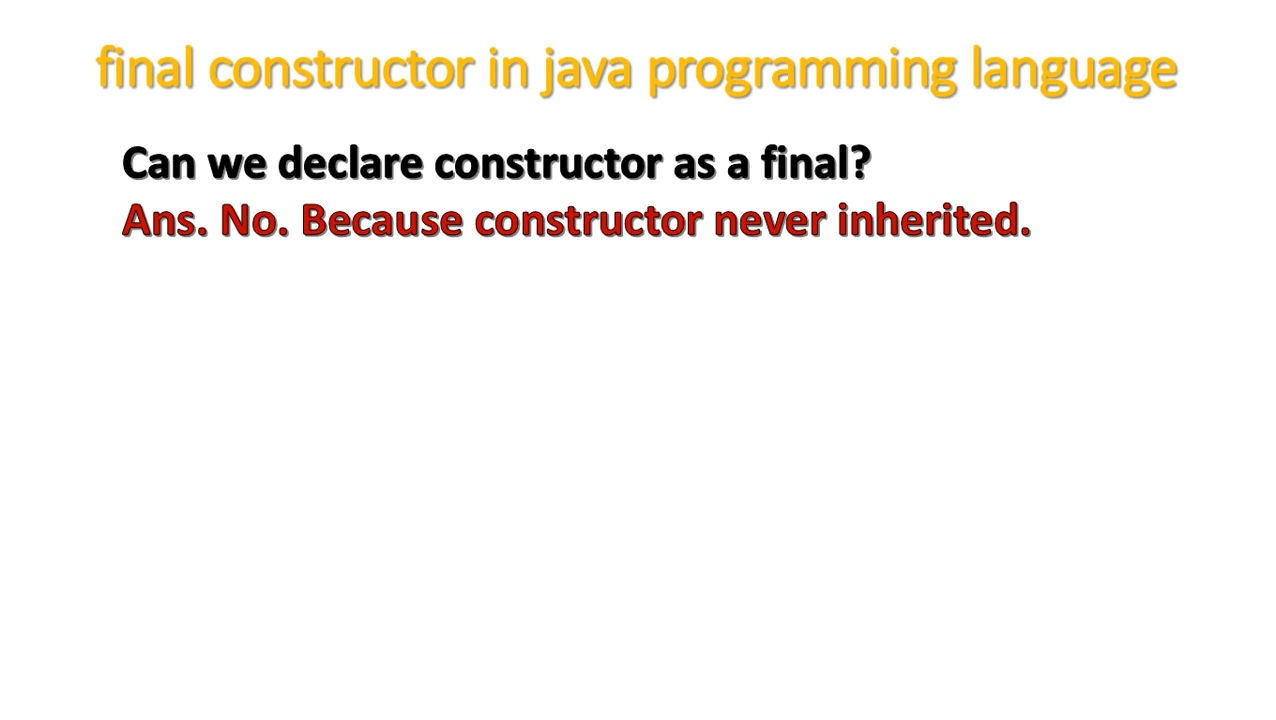 final constructor in java programming language
Can we declare constructor as a final?
Ans. No. Because constructor never inherited.